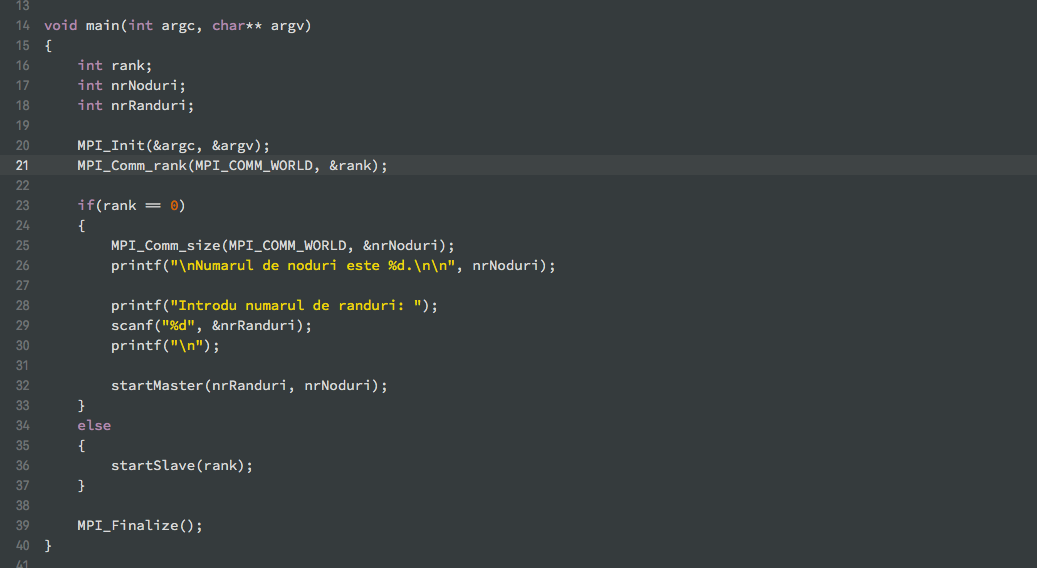 13
14 void main(int argc, char** argv)
15 {
16     int rank;
17     int nrNoduri;
18     int nrRanduri;
19
20     MPI_Init(&argc, &argv);
21     MPI_Comm_rank(MPI_COMM_WORLD, &rank);
22
23     if(rank == 0)
24     {
25         MPI_Comm_size(MPI_COMM_WORLD, &nrNoduri);
26         printf("\nNumarul de noduri este %d.\n\n", nrNoduri);
27
28         printf("Introdu numarul de randuri: ");
29         scanf("%d", &nrRanduri);
30         printf("\n");
31
32         startMaster(nrRanduri, nrNoduri);
33     }
34     else
35     {
36         startSlave(rank);
37     }
38
39     MPI_Finalize();
40 }
41